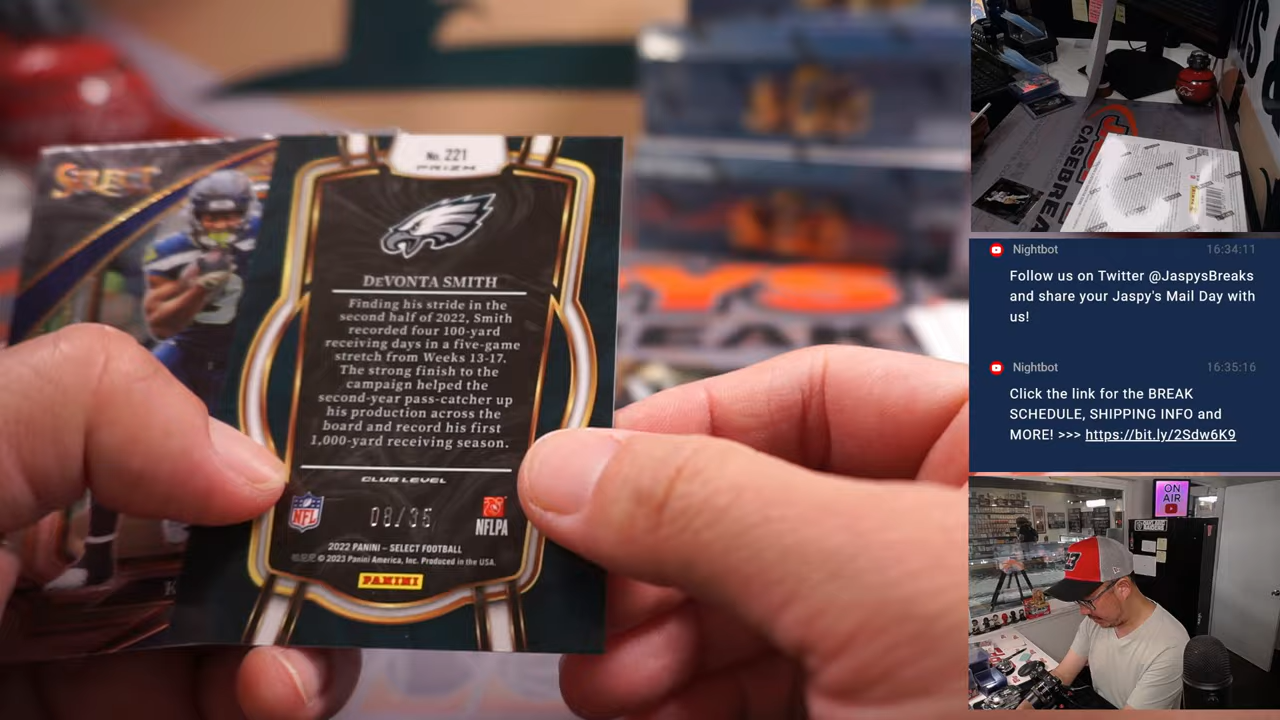 SELECT
No. 221
PRIZM
DEVONTA SMITH
Finding his stride in the
second half of 2022, Smith
recorded four 100-yard
receiving days in a five-game
stretch from Weeks 13-17.
The strong finish to the
campaign helped the
second-year pass-catcher up
his production across the
board and record his first
1,000-yard receiving season.
CLUB LEVEL
NFL
08/35
NFLPA
2022 PANINI – SELECT FOOTBALL
© 2023 Panini America, Inc. Produced in the USA.
PANINI
K
CASEBREA
Nightbot
16:34:11
Follow us on Twitter @JaspysBreaks
and share your Jaspy's Mail Day with
us!
Nightbot
16:35:16
Click the link for the BREAK
SCHEDULE, SHIPPING INFO and
MORE! >>> https://bit.ly/2Sdw6K9
ON
AIR